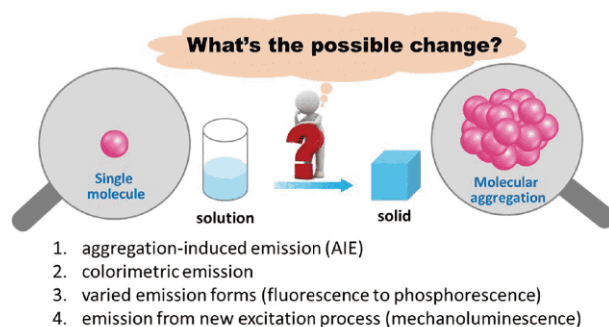 What's the possible change?
Single
molecule
solution
?
solid
Molecular
aggregation
1. aggregation-induced emission (AIE)
2. colorimetric emission
3. varied emission forms (fluorescence to phosphorescence)
4. emission from new excitation process (mechanoluminescence)